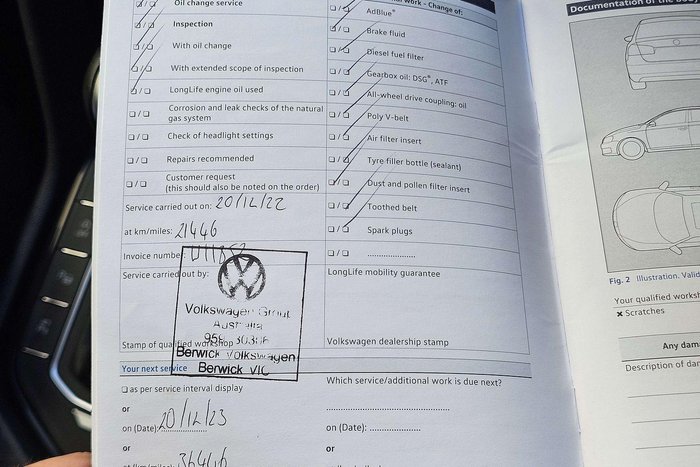 Oil change service
Inspection
With oil change
With extended scope of inspection
LongLife engine oil used
Corrosion and leak checks of the natural
gas system
Check of headlight settings
Repairs recommended
Customer request
(this should also be noted on the order)
Service carried out on: 20/12/22
at km/miles: 21446
Invoice number:
Service carried out by:
Volkswagen Group
Australia
Berwick Volkswagen
Berwick VIC
Stamp of qualified workshop
Your next service
as per service interval display
or
on (Date): 20/12/23
or
36446
work - Change of:
AdBlue®
Brake fluid
Diesel fuel filter
Gearbox oil: DSG®, ATF
All-wheel drive coupling: oil
Poly V-belt
Air filter insert
Tyre filler bottle (sealant)
Dust and pollen filter insert
Toothed belt
Spark plugs
LongLife mobility guarantee
Volkswagen dealership stamp
Which service/additional work is due next?
on (Date):
or
Documentation of the body
Fig. 2 Illustration. Valid
Your qualified worksh
Scratches
Any dam
Description of dam